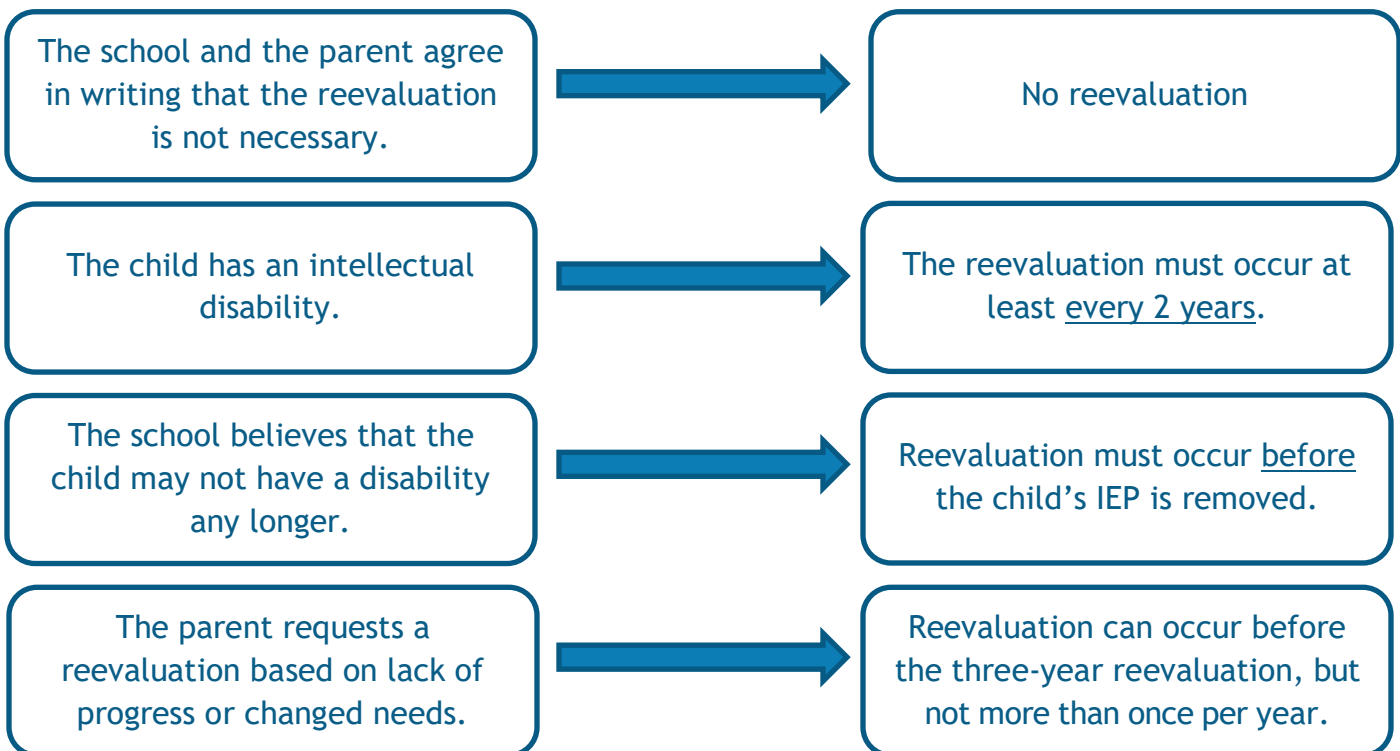 The school and the parent agree
in writing that the reevaluation
is not necessary.
No reevaluation
The child has an intellectual
disability.
The reevaluation must occur at
least every 2 years.
The school believes that the
child may not have a disability
any longer.
Reevaluation must occur before
the child’s IEP is removed.
The parent requests a
reevaluation based on lack of
progress or changed needs.
Reevaluation can occur before
the three-year reevaluation, but
not more than once per year.